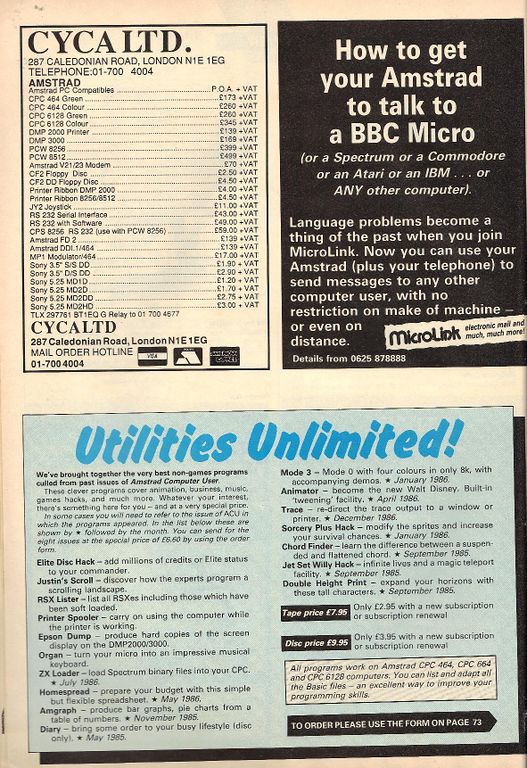 CYCA LTD.
287 CALEDONIAN ROAD, LONDON N1E 1EG
TELEPHONE:01-700 4004
AMSTRAD
Amstrad PC Compatibles ..... P.O.A. + VAT
CPC 464 Green ..... £173 +VAT
CPC 464 Colour ..... £260 +VAT
CPC 6128 Green ..... £260 +VAT
CPC 6128 Colour ..... £345 +VAT
DMP 2000 Printer ..... £139 +VAT
DMP 3000 ..... £169 +VAT
PCW 8256 ..... £399 +VAT
PCW 8512 ..... £499 +VAT
Amstrad V21/23 Modem ..... £70 +VAT
CF2 Floppy Disc ..... £2.50 +VAT
CF2 DD Floppy Disc ..... £4.50 +VAT
Printer Ribbon DMP 2000 ..... £4.00 +VAT
Printer Ribbon 8256/8512 ..... £4.50 +VAT
JY2 Joystick ..... £11.00 +VAT
RS 232 Serial Interface ..... £43.00 +VAT
RS 232 with Software ..... £49.00 +VAT
CPS 8256 RS 232 (use with PCW 8256) ..... £59.00 +VAT
Amstrad FD 2 ..... £139 +VAT
Amstrad DDI.1/464 ..... £139 +VAT
MP1 Modulator/464 ..... £17.00 +VAT
Sony 3.5" S/S DD ..... £1.90 +VAT
Sony 3.5" D/S DD ..... £2.90 +VAT
Sony 5.25 MD1D ..... £1.20 +VAT
Sony 5.25 MD2D ..... £1.70 +VAT
Sony 5.25 MD2DD ..... £2.75 +VAT
Sony 5.25 MD2HD ..... £3.00 +VAT
TLX 297761 BT1EQ G Relay to 01 700 4677
CYCALTD
287 Caledonian Road, London N1E1EG
MAIL ORDER HOTLINE
01-700 4004
VISA
How to get
your Amstrad
to talk to
a BBC Micro
(or a Spectrum or a Commodore
or an Atari or an IBM . . . or
ANY other computer).
Language problems become a
thing of the past when you join
MicroLink. Now you can use your
Amstrad (plus your telephone) to
send messages to any other
computer user, with no
restriction on make of machine –
or even on
distance.
MicroLink electronic mail and
much, much more!
Details from 0625 878888
Utilities Unlimited!
We've brought together the very best non-games programs
culled from past issues of Amstrad Computer User.
These clever programs cover animation, business, music,
games hacks, and much more. Whatever your interest,
there's something here for you – and at a very special price.
In some cases you will need to refer to the issue of ACU in
which the programs appeared. In the list below these are
shown by ★ followed by the month. You can send for the
eight issues at the special price of £6.60 by using the order
form.
Elite Disc Hack – add millions of credits or Elite status
to your commander.
Justin's Scroll – discover how the experts program a
scrolling landscape.
RSX Lister – list all RSXes including those which have
been soft loaded.
Printer Spooler – carry on using the computer while
the printer is working.
Epson Dump – produce hard copies of the screen
display on the DMP2000/3000.
Organ – turn your micro into an impressive musical
keyboard.
ZX Loader – load Spectrum binary files into your CPC.
★ July 1986.
Homespread – prepare your budget with this simple
but flexible spreadsheet. ★ May 1986.
Amgraph – produce bar graphs, pie charts from a
table of numbers. ★ November 1985.
Diary – bring some order to your busy lifestyle (disc
only). ★ May 1985.
Mode 3 – Mode 0 with four colours in only 8k, with
accompanying demos. ★ January 1986.
Animator – become the new Walt Disney. Built-in
'tweening' facility. ★ April 1986.
Trace – re-direct the trace output to a window or
printer. ★ December 1986.
Sorcery Plus Hack – modify the sprites and increase
your survival chances. ★ January 1986.
Chord Finder – learn the difference between a suspen-
ded and flattened chord. ★ September 1985.
Jet Set Willy Hack – infinite lives and a magic teleport
facility. ★ September 1985.
Double Height Print – expand your horizons with
these tall characters. ★ September 1985.
Tape price £7.95 Only £2.95 with a new subscription
or subscription renewal
Disc price £9.95 Only £3.95 with a new subscription
or subscription renewal
All programs work on Amstrad CPC 464, CPC 664
and CPC 6128 computers. You can list and adapt all
the Basic files – an excellent way to improve your
programming skills.
TO ORDER PLEASE USE THE FORM ON PAGE 73